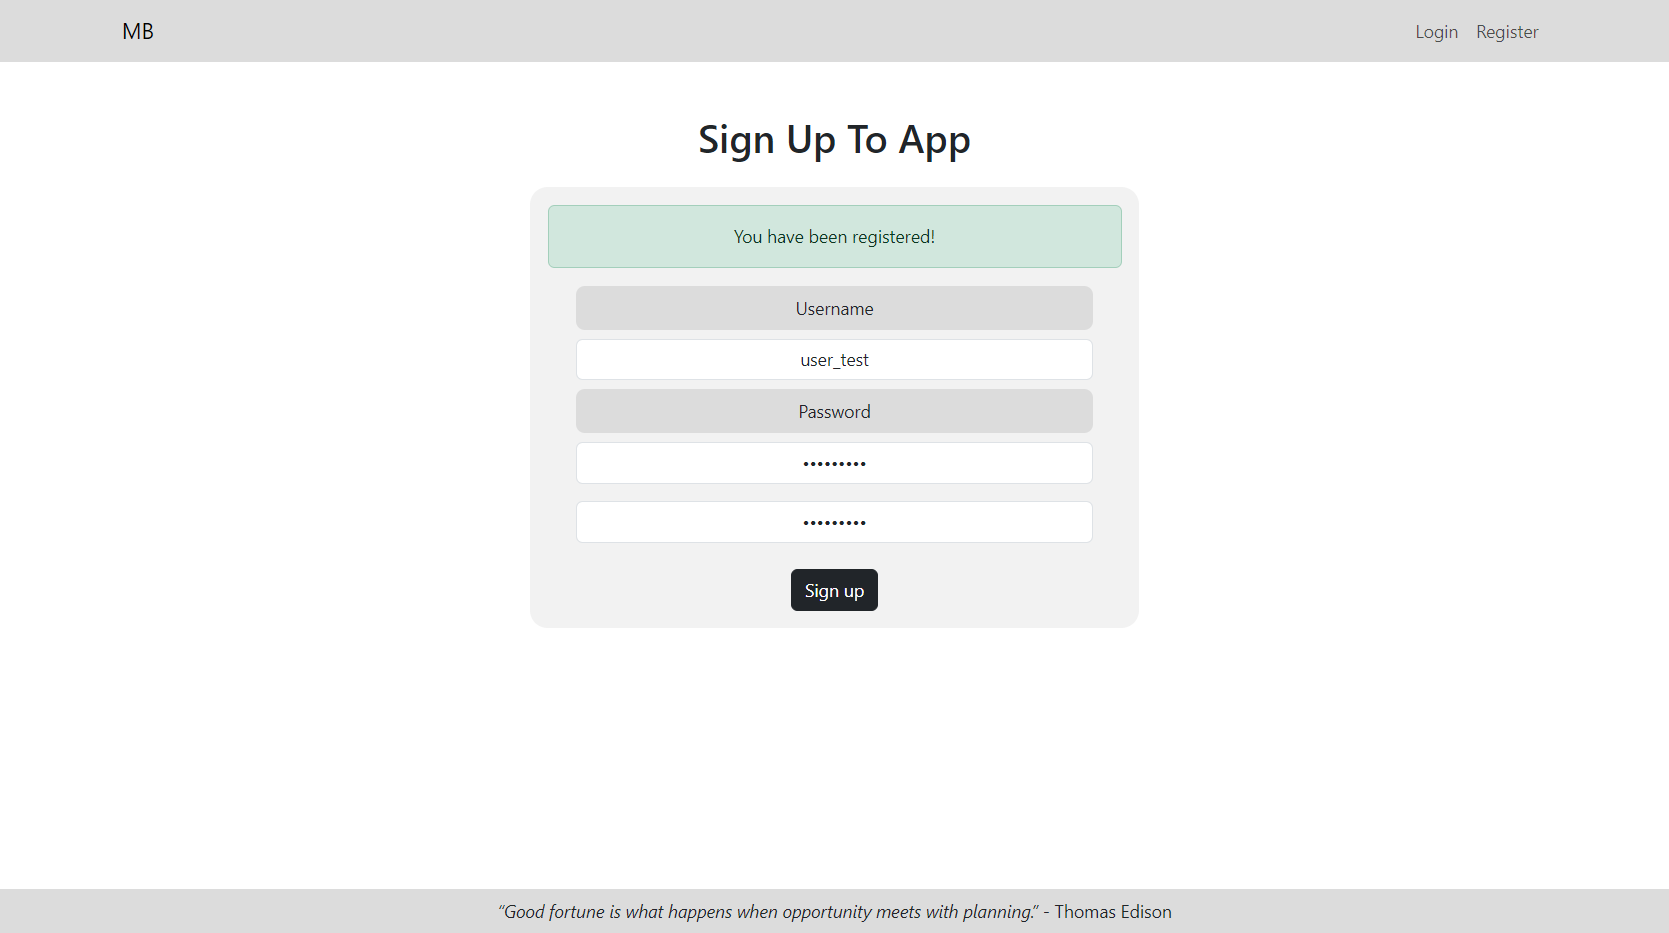 MB
Login Register
Sign Up To App
You have been registered!
Username
user_test
Password
•••••••••
•••••••••
Sign up
“Good fortune is what happens when opportunity meets with planning.” - Thomas Edison